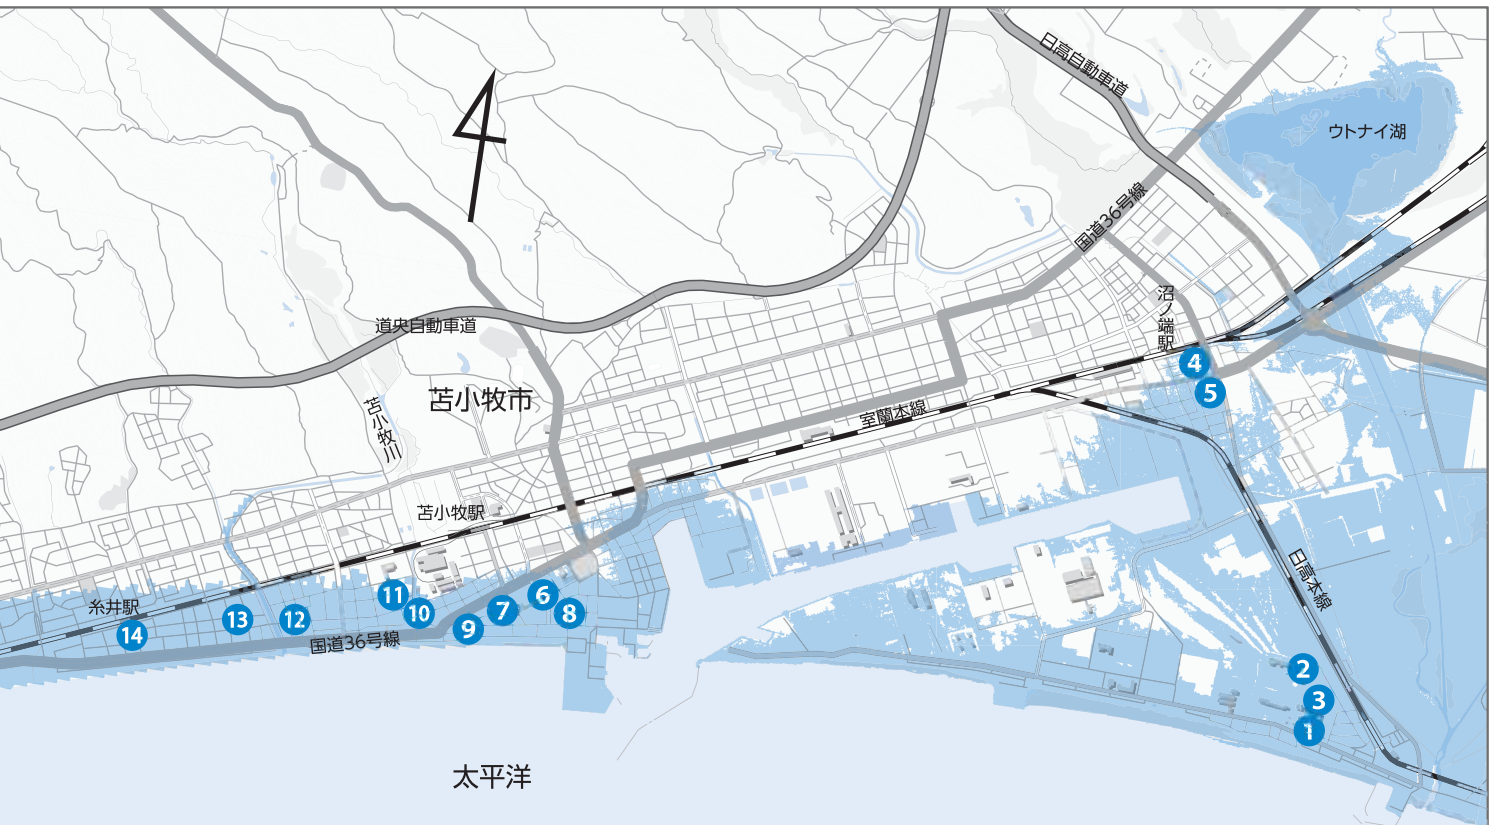 日高自動車道
ウトナイ湖
国道36号線
沼ノ端駅
道央自動車道
苫小牧市
苫小牧川
室蘭本線
4
5
苫小牧駅
日高本線
糸井駅
国道36号線
11
10
6
7
8
9
12
13
14
2
3
1
太平洋